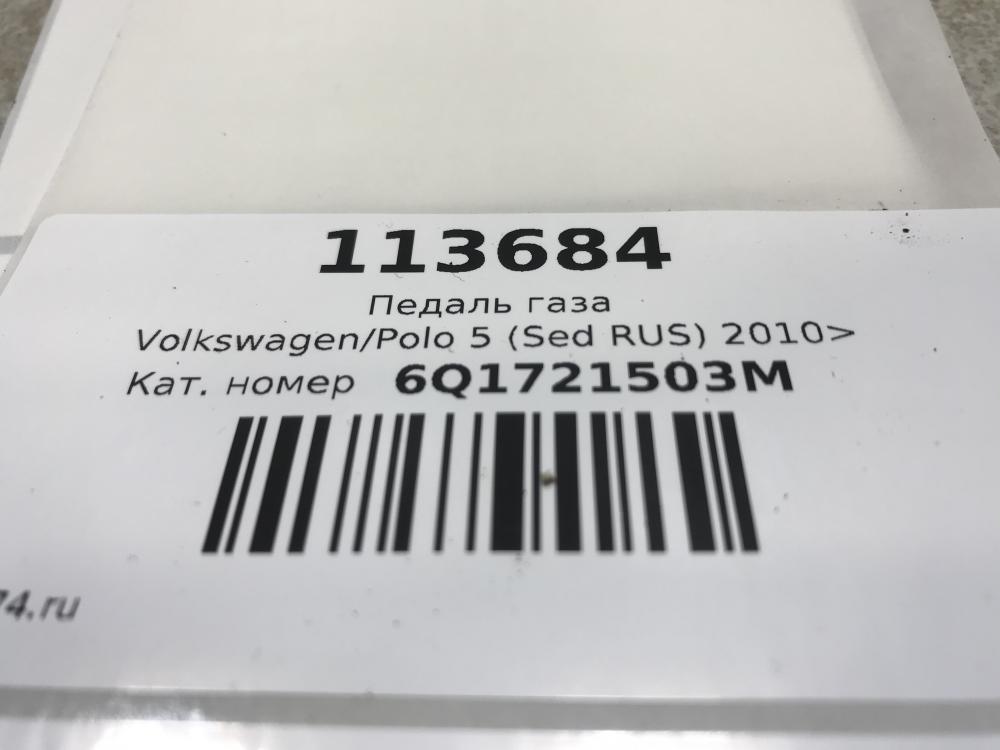 113684
Педаль газа
Volkswagen/Polo 5 (Sed RUS) 2010>
Кат. номер 6Q1721503M
74.ru